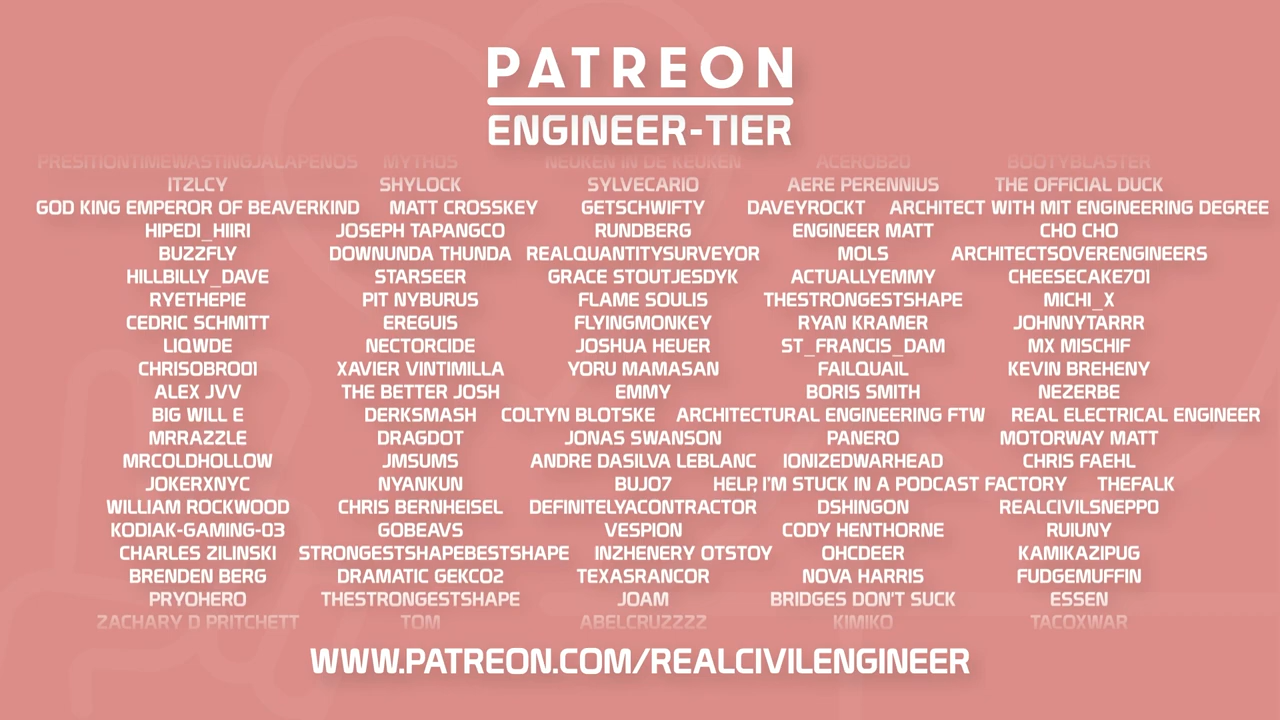 PATREON
ENGINEER-TIER
PRESITIONTIMEWASTINGJALAPENOS MYTH0S NEUKEN IN DE KEUKEN ACEROB20 BOOTYBLASTER
ITZLCY SHYLOCK SYLVECARIO AERE PERENNIUS THE OFFICIAL DUCK
GOD KING EMPEROR OF BEAVERKIND MATT CROSSKEY GETSCHWIFTY DAVEYROCKT ARCHITECT WITH MIT ENGINEERING DEGREE
HIPEDI_HIIRI JOSEPH TAPANGCO RUNDBERG ENGINEER MATT CHO CHO
BUZZFLY DOWNUNDA THUNDA REALQUANTITYSURVEYOR MOLS ARCHITECTSOVERENGINEERS
HILLBILLY_DAVE STARSEER GRACE STOUTJESDYK ACTUALLYEMMY CHEESECAKE701
RYETHEPIE PIT NYBURUS FLAME SOULIS THESTRONGESTSHAPE MICHI_X
CEDRIC SCHMITT EREGUIS FLYINGMONKEY RYAN KRAMER JOHNNYTARRR
LIQWDE NECTORCIDE JOSHUA HEUER ST_FRANCIS_DAM MX MISCHIF
CHRISOBRO01 XAVIER VINTIMILLA YORU MAMASAN FAILQUAIL KEVIN BREHENY
ALEX JVV THE BETTER JOSH EMMY BORIS SMITH NEZERBE
BIG WILL E DERKSMASH COLTYN BLOTSKE ARCHITECTURAL ENGINEERING FTW REAL ELECTRICAL ENGINEER
MRRAZZLE DRAGDOT JONAS SWANSON PANERO MOTORWAY MATT
MRCOLDHOLLOW JMSUMS ANDRE DASILVA LEBLANC IONIZEDWARHEAD CHRIS FAEHL
JOKERXNYC NYANKUN BUJO7 HELP, I'M STUCK IN A PODCAST FACTORY THEFALK
WILLIAM ROCKWOOD CHRIS BERNHEISEL DEFINITELYACONTRACTOR DSHINGON REALCIVILSNEPP0
KODIAK-GAMING-03 GOBEAVS VESPION CODY HENTHORNE RUIUNY
CHARLES ZILINSKI STRONGESTSHAPEBESTSHAPE INZHENERY OTSTOY OHCDEER KAMIKAZIPUG
BRENDEN BERG DRAMATIC GEKCO2 TEXASRANCOR NOVA HARRIS FUDGEMUFFIN
PRYOHERO THESTRONGESTSHAPE JOAM BRIDGES DON'T SUCK ESSEN
ZACHARY D PRITCHETT TOM ABELCRUZZZZ KIMIKO TACOXWAR
WWW.PATREON.COM/REALCIVILENGINEER